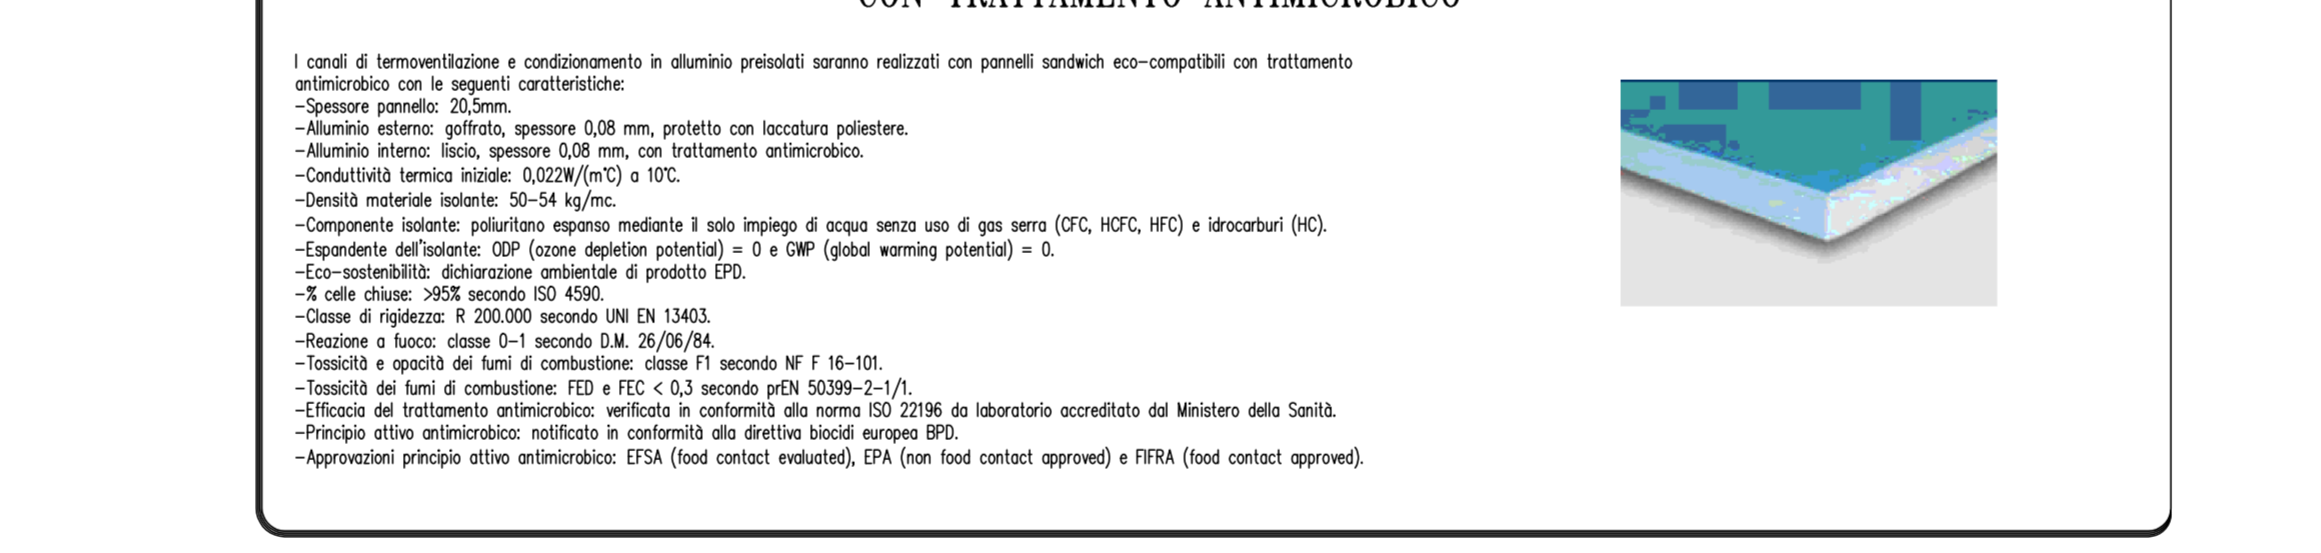 CON TRATTAMENTO ANTIMICROBICO
I canali di termoventilazione e condizionamento in alluminio preisolati saranno realizzati con pannelli sandwich eco-compatibili con trattamento
antimicrobico con le seguenti caratteristiche:
-Spessore pannello: 20,5mm.
-Alluminio esterno: goffrato, spessore 0,08 mm, protetto con laccatura poliestere.
-Alluminio interno: liscio, spessore 0,08 mm, con trattamento antimicrobico.
-Conduttività termica iniziale: 0,022W/(m°C) a 10°C.
-Densità materiale isolante: 50-54 kg/mc.
-Componente isolante: poliuritano espanso mediante il solo impiego di acqua senza uso di gas serra (CFC, HCFC, HFC) e idrocarburi (HC).
-Espandente dell'isolante: ODP (ozone depletion potential) = 0 e GWP (global warming potential) = 0.
-Eco-sostenibilità: dichiarazione ambientale di prodotto EPD.
-% celle chiuse: >95% secondo ISO 4590.
-Classe di rigidezza: R 200.000 secondo UNI EN 13403.
-Reazione a fuoco: classe 0-1 secondo D.M. 26/06/84.
-Tossicità e opacità dei fumi di combustione: classe F1 secondo NF F 16-101.
-Tossicità dei fumi di combustione: FED e FEC < 0,3 secondo prEN 50399-2-1/1.
-Efficacia del trattamento antimicrobico: verificata in conformità alla norma ISO 22196 da laboratorio accreditato dal Ministero della Sanità.
-Principio attivo antimicrobico: notificato in conformità alla direttiva biocidi europea BPD.
-Approvazioni principio attivo antimicrobico: EFSA (food contact evaluated), EPA (non food contact approved) e FIFRA (food contact approved).